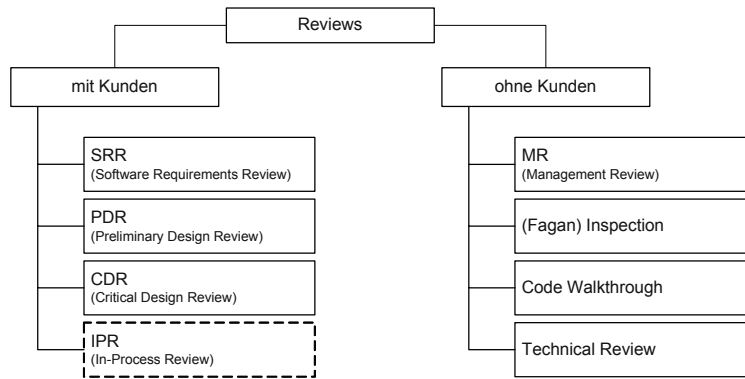 Reviews
mit Kunden
ohne Kunden
SRR
(Software Requirements Review)
PDR
(Preliminary Design Review)
CDR
(Critical Design Review)
IPR
(In-Process Review)
MR
(Management Review)
(Fagan) Inspection
Code Walkthrough
Technical Review